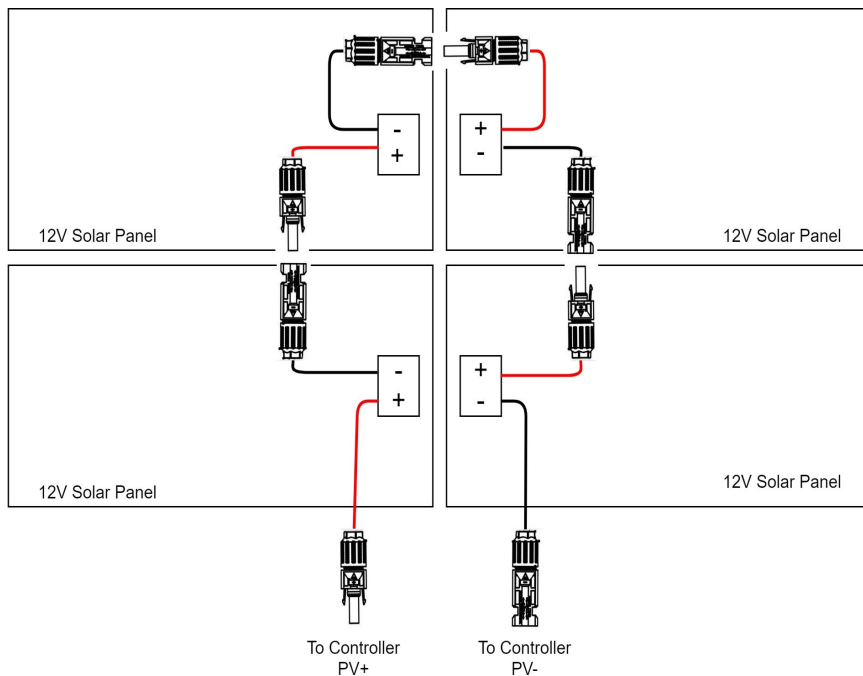 -
+
+
-
12V Solar Panel
12V Solar Panel
-
+
+
-
12V Solar Panel
12V Solar Panel
To Controller
PV+
To Controller
PV-